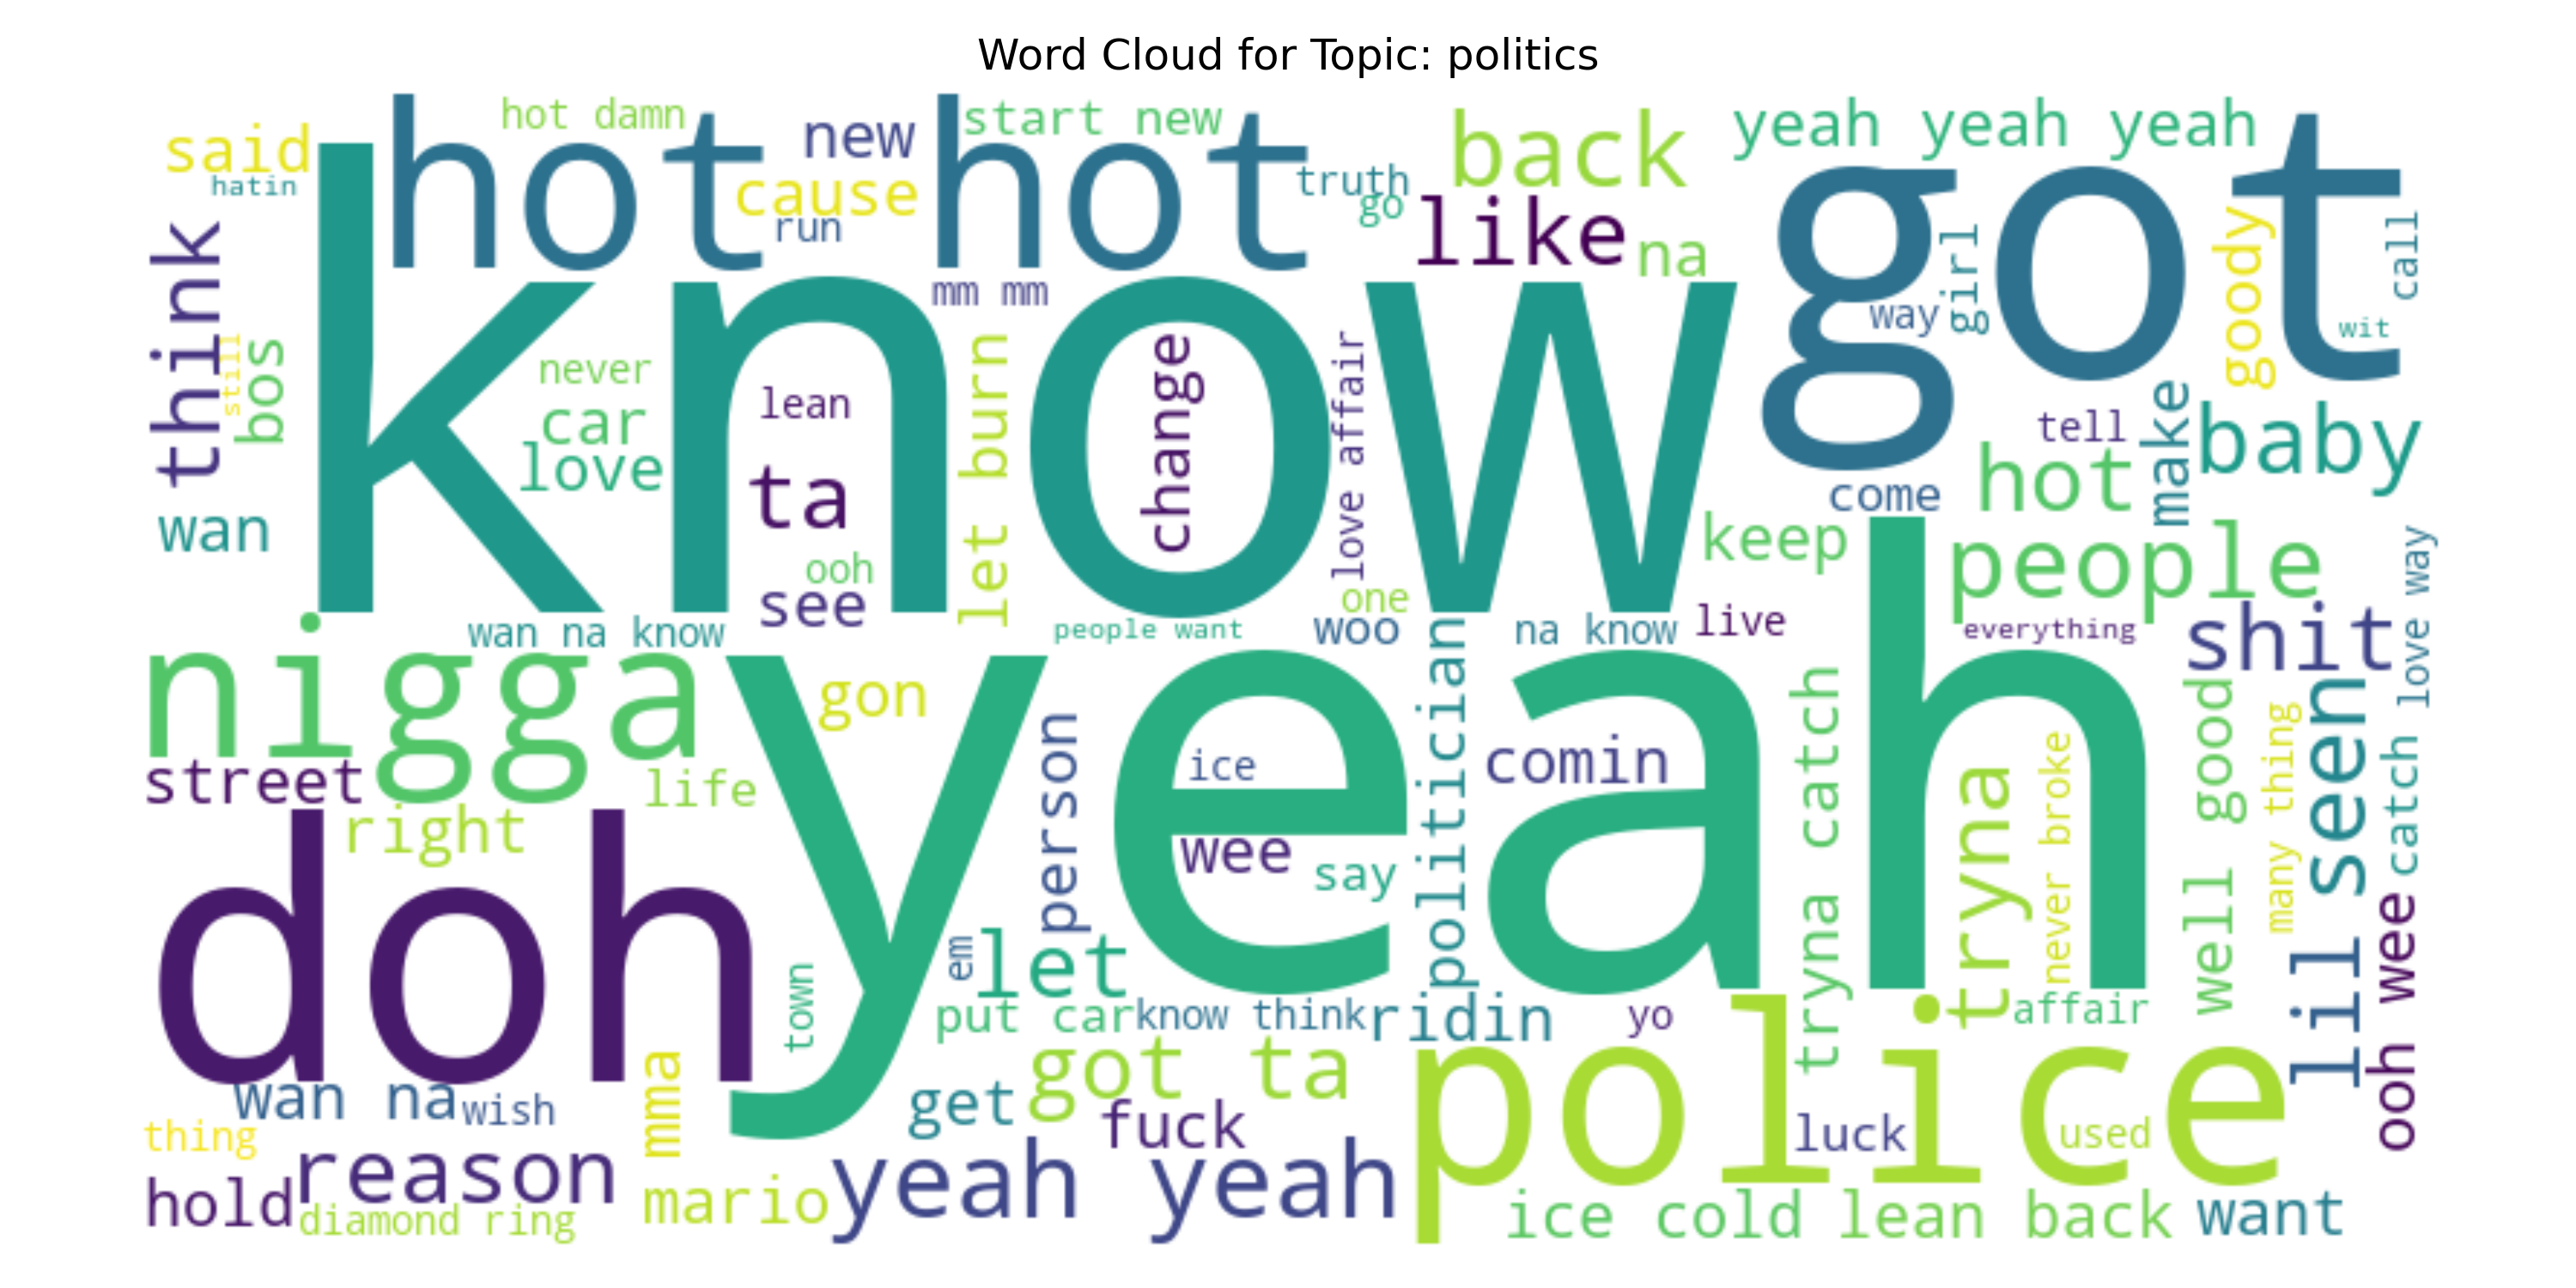 Word Cloud for Topic: politics
said
hot damn
new
start new
back
yeah yeah yeah
hatin
hot hot
cause
run
truth
go
like
na
got
girl
way
goody
call
wit
think
still
bos
know
mm mm
never
car
love
lean
ta
ooh
see
let burn
change
love affair
one
tell
make
baby
come
hot
keep
people
wan
wan na know
people want
woo
na know
live
everything
shit
love way
nigga
gon
yeah
person
ice
wee
say
politician
comin
tryna catch
tryna
never broke
well good
many thing
seen
catch
lil
ooh wee
street
life
right
doh
town
em
let
put car
know think
ridin
yo
affair
wan na
wish
mma
get
got ta
fuck
police
luck
used
thing
reason
hold
diamond ring
mario
yeah yeah
ice cold
lean back
want